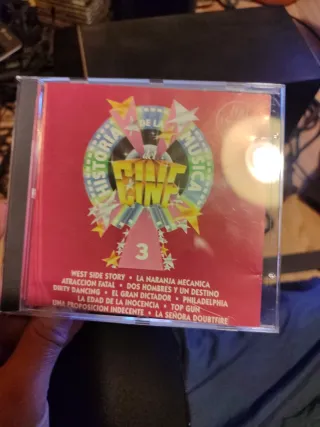 HISTORIA DE LA MUSICA
DEL
CINE
3
WEST SIDE STORY • LA NARANJA MECANICA
ATRACCION FATAL • DOS HOMBRES Y UN DESTINO
DIRTY DANCING • EL GRAN DICTADOR • PHILADELPHIA
LA EDAD DE LA INOCENCIA • TOP GUN
UNA PROPOSICION INDECENTE • LA SEÑORA DOUBTFIRE